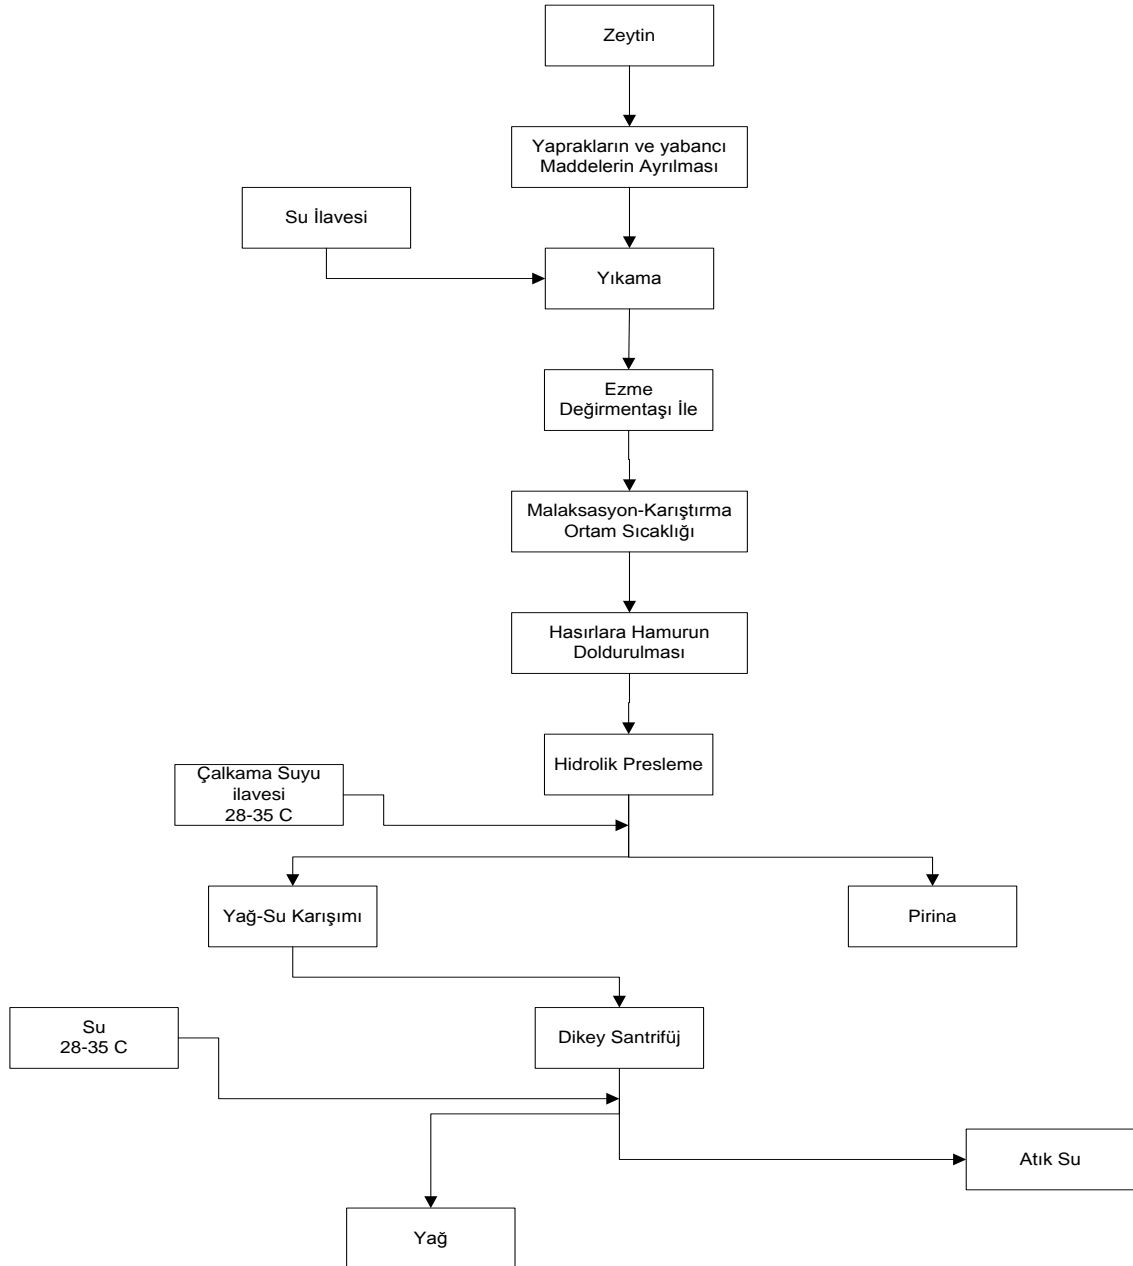 Zeytin
Yaprakların ve yabancı
Maddelerin Ayrılması
Su İlavesi
Yıkama
Ezme
Değirmentaşı İle
Malaksasyon-Karıştırma
Ortam Sıcaklığı
Hasırlara Hamurun
Doldurulması
Hidrolik Presleme
Çalkama Suyu
ilavesi
28-35 C
Yağ-Su Karışımı
Pirina
Su
28-35 C
Dikey Santrifüj
Atık Su
Yağ